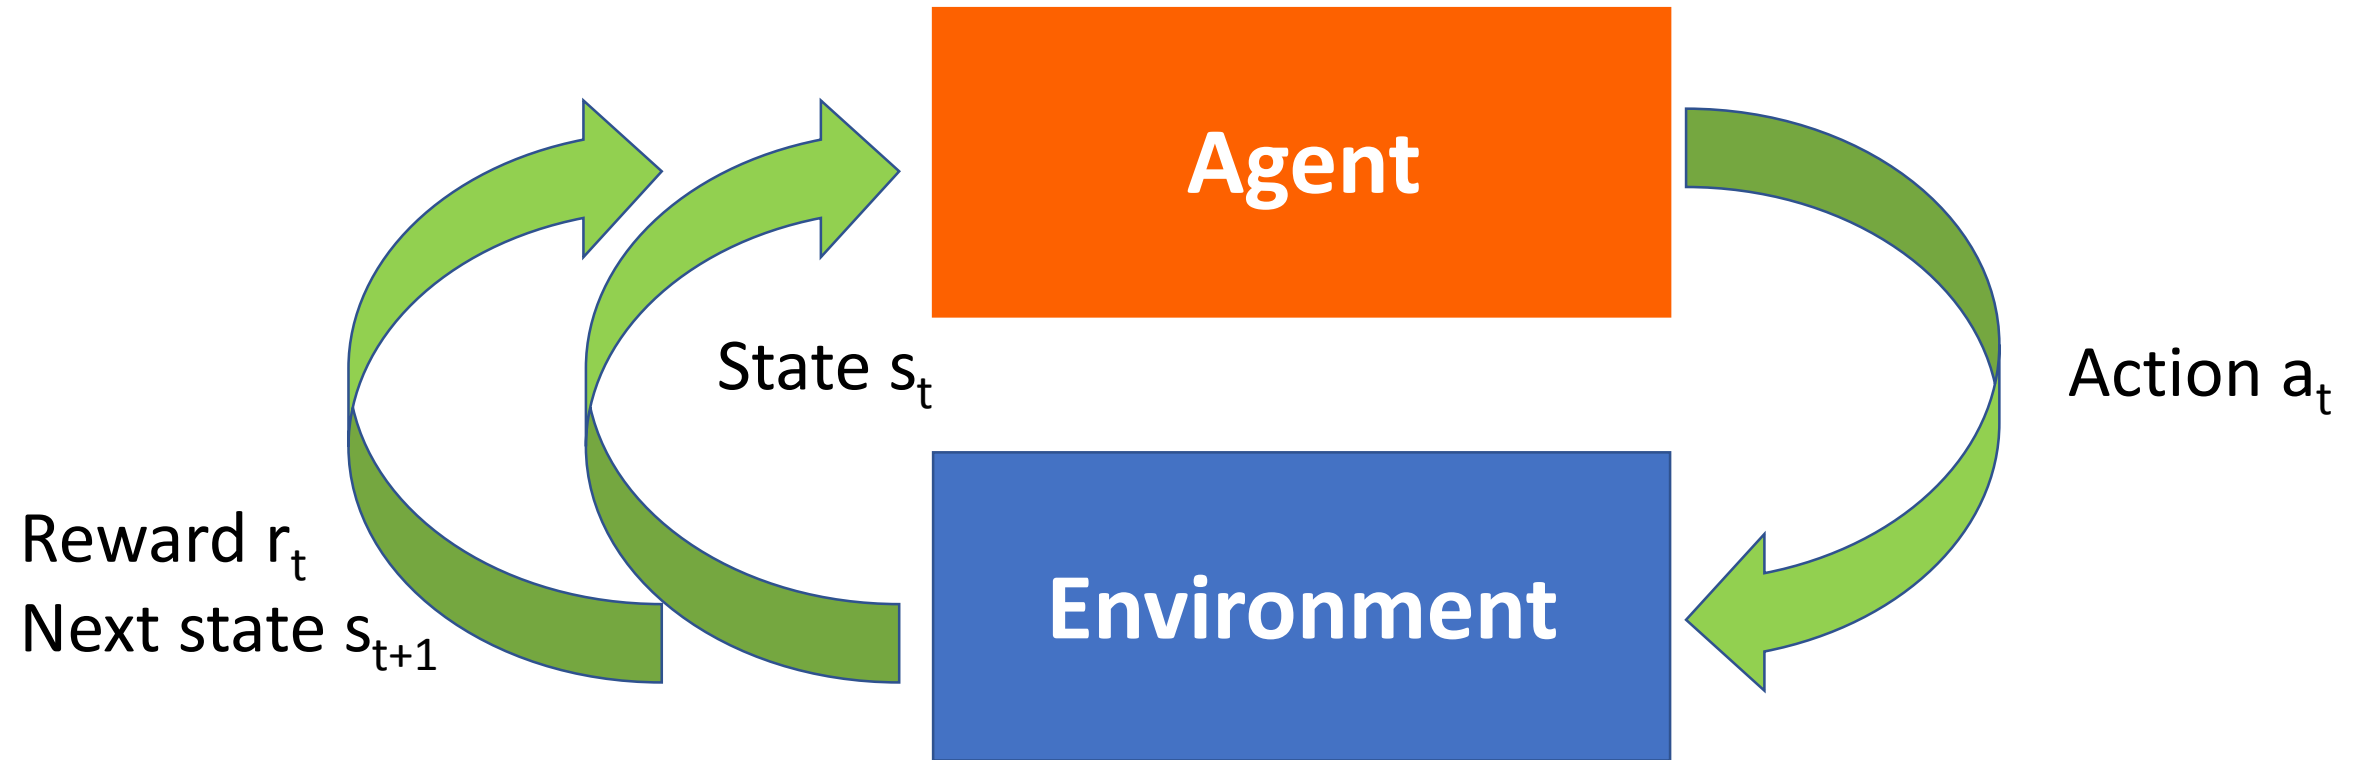 Agent
State sₜ
Action aₜ
Reward rₜ
Next state sₜ₊₁
Environment